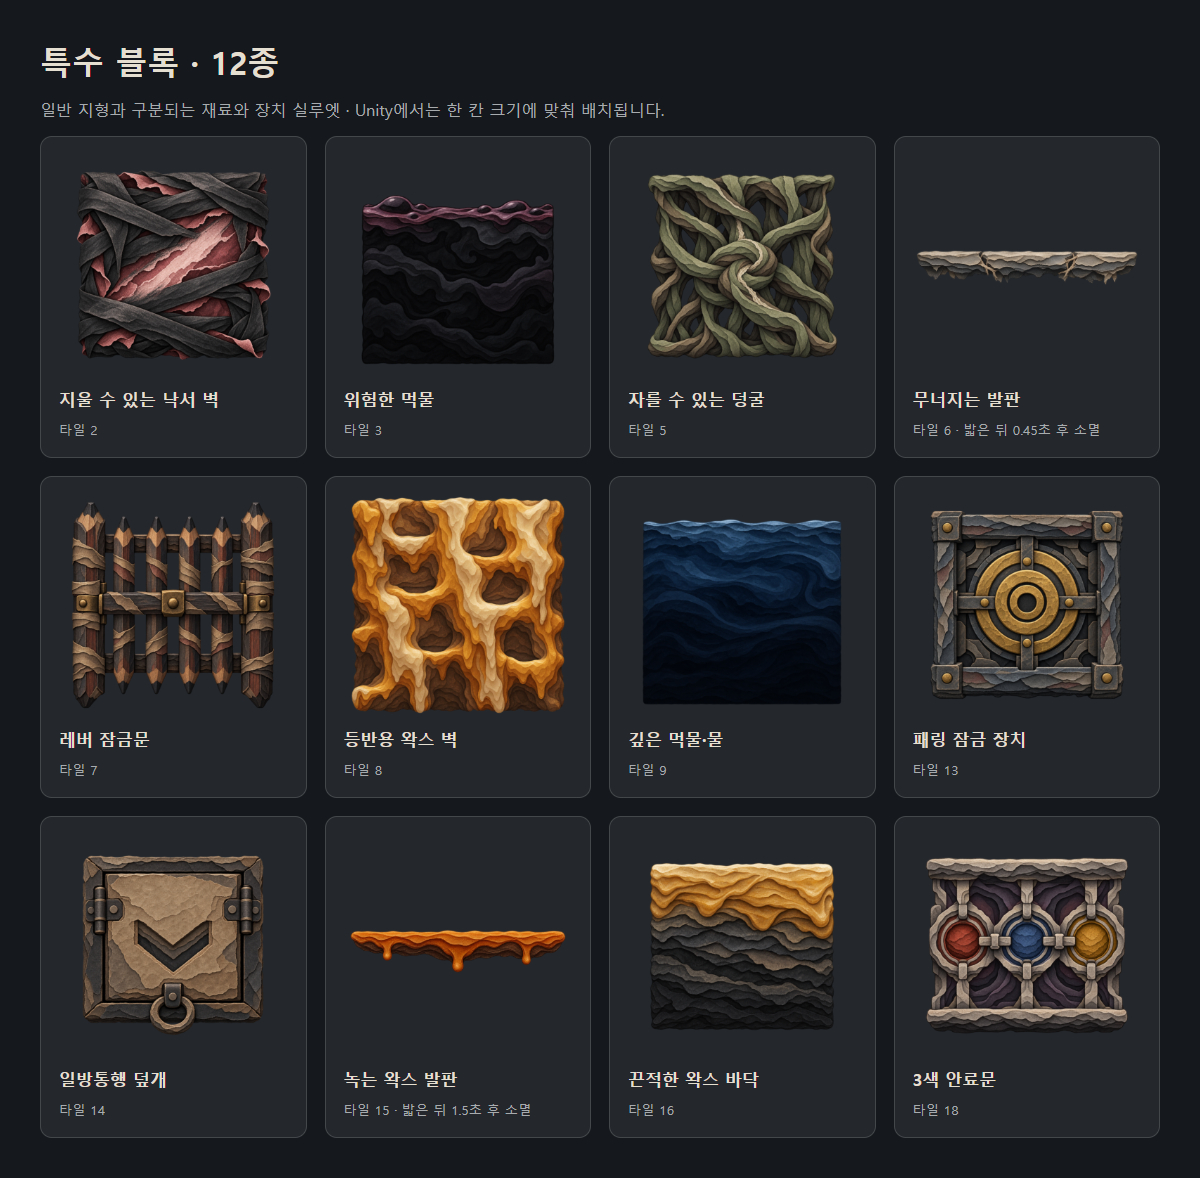 특수 블록 · 12종
일반 지형과 구분되는 재료와 장치 실루엣 · Unity에서는 한 칸 크기에 맞춰 배치됩니다.
지울 수 있는 낙서 벽
타일 2
위험한 먹물
타일 3
자를 수 있는 덩굴
타일 5
무너지는 발판
타일 6 · 밟은 뒤 0.45초 후 소멸
레버 잠금문
타일 7
등반용 왁스 벽
타일 8
깊은 먹물·물
타일 9
패링 잠금 장치
타일 13
일방통행 덮개
타일 14
녹는 왁스 발판
타일 15 · 밟은 뒤 1.5초 후 소멸
끈적한 왁스 바닥
타일 16
3색 안료문
타일 18